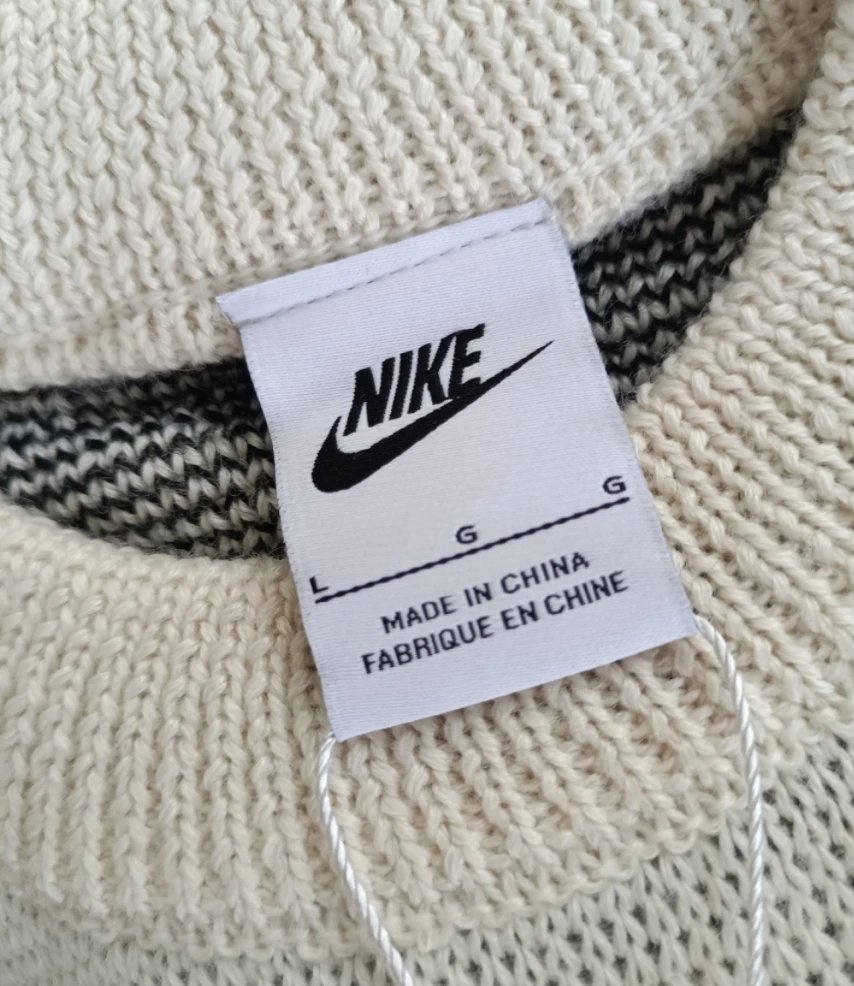 NIKE
L G G
MADE IN CHINA
FABRIQUE EN CHINE